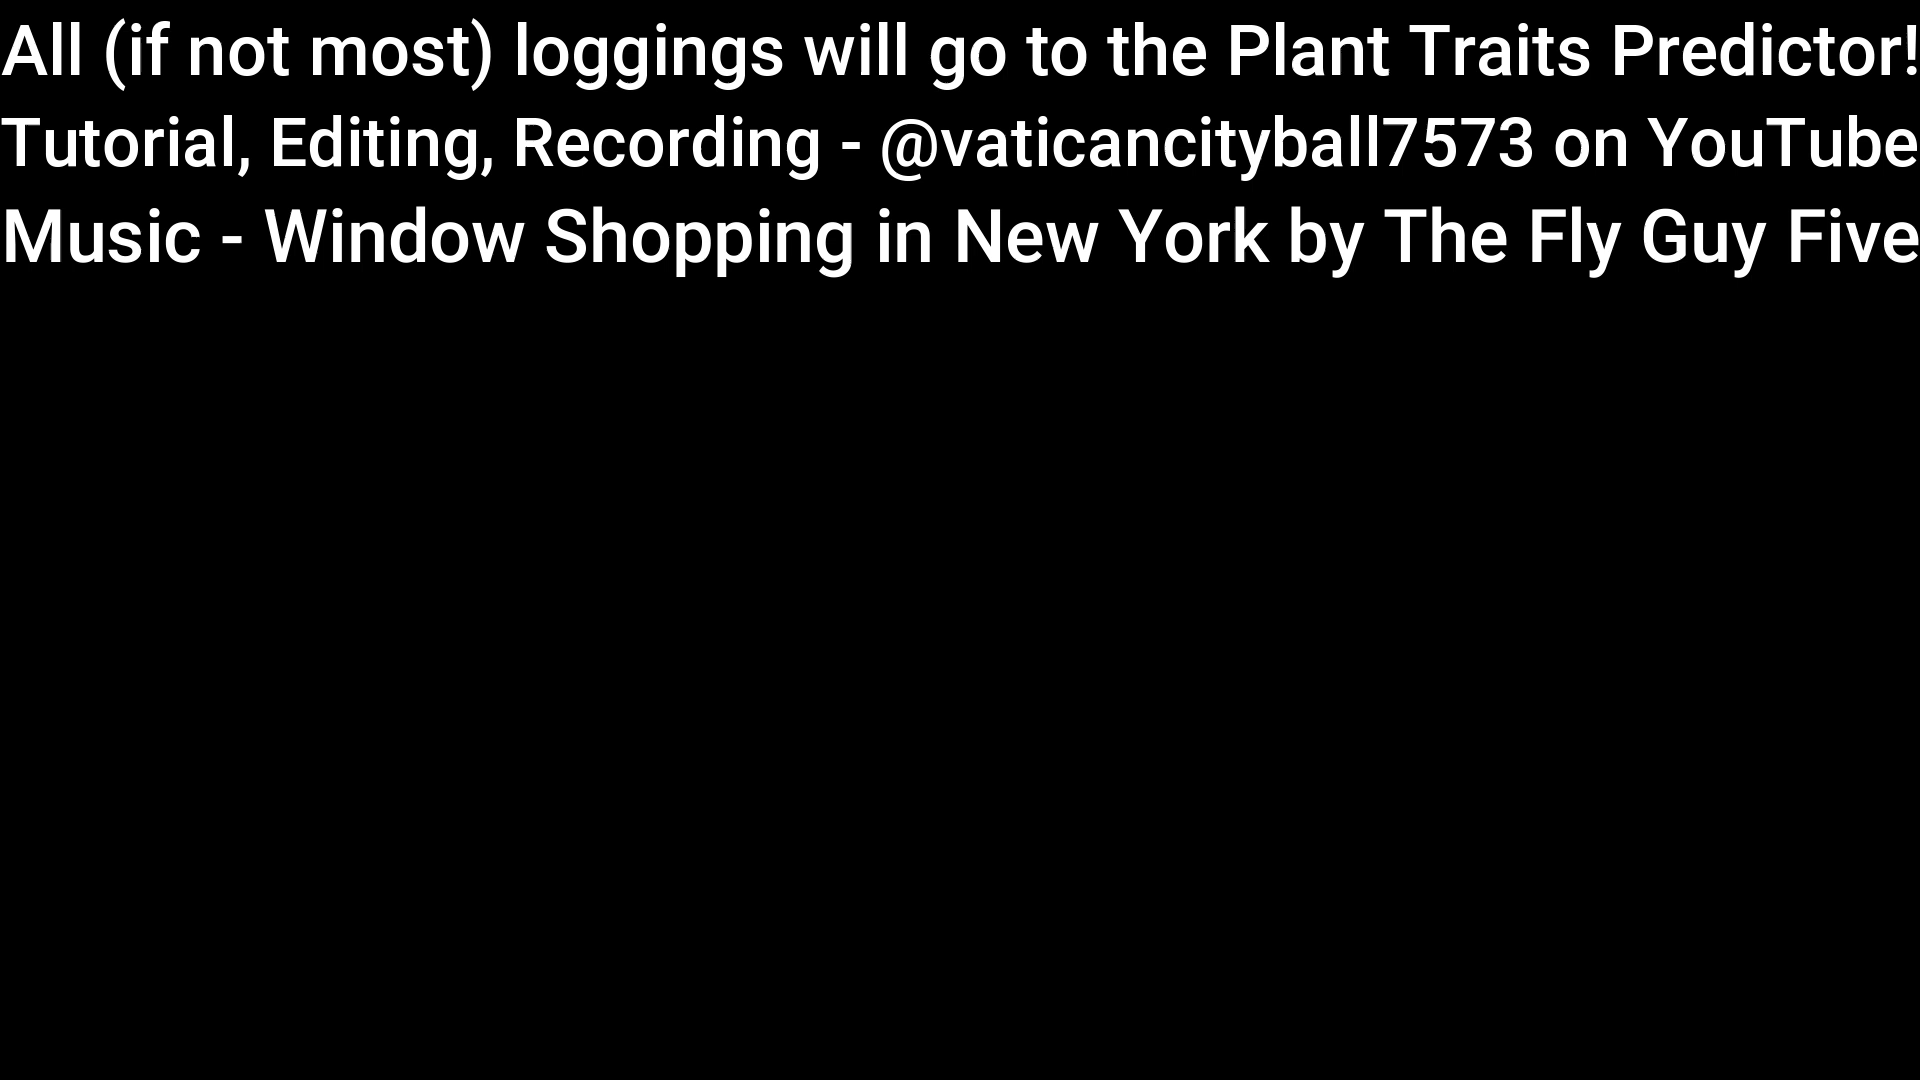 All (if not most) loggings will go to the Plant Traits Predictor!
Tutorial, Editing, Recording - @vaticancityball7573 on YouTube
Music - Window Shopping in New York by The Fly Guy Five